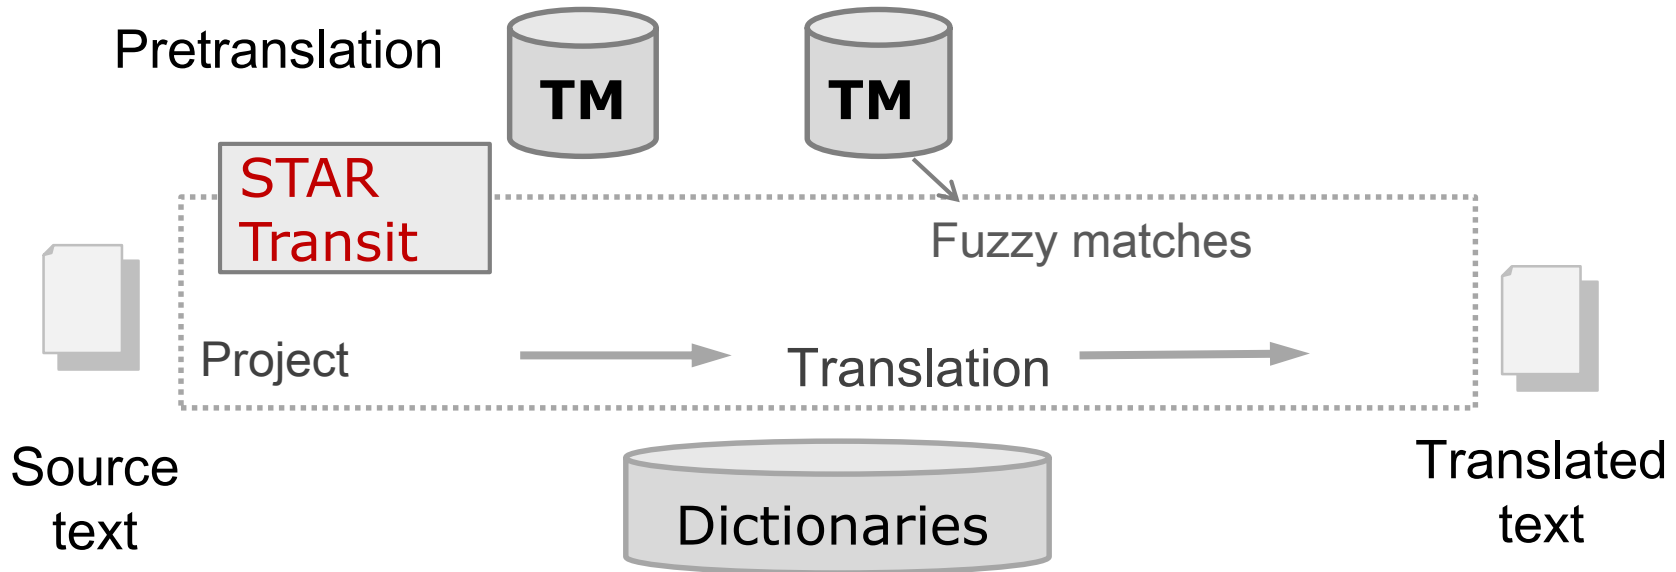 Pretranslation
TM
TM
STAR
Transit
Fuzzy matches
Project
Translation
Source
text
Translated
text
Dictionaries